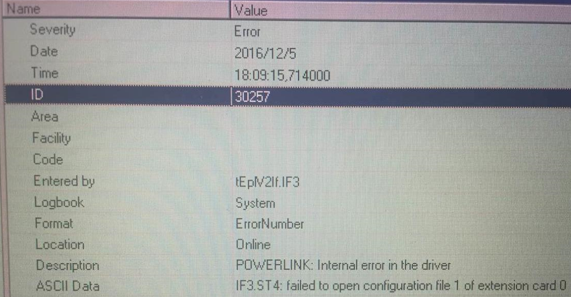 Name Value
Severity Error
Date 2016/12/5
Time 18:09:15,714000
ID 30257
Area
Facility
Code
Entered by tEplV2If.IF3
Logbook System
Format ErrorNumber
Location Online
Description POWERLINK: Internal error in the driver
ASCII Data IF3.ST4: failed to open configuration file 1 of extension card 0